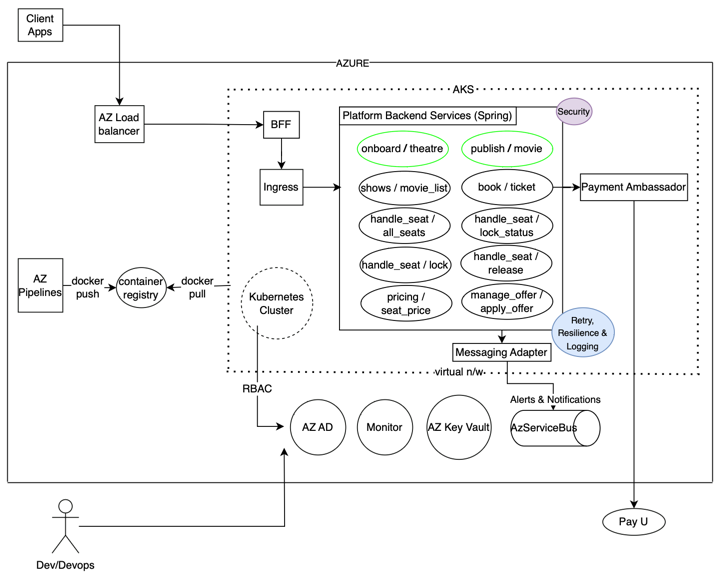 Client
Apps
AZURE
AKS
AZ Load
balancer
BFF
Ingress
Platform Backend Services (Spring)
Security
onboard / theatre
publish / movie
shows / movie_list
book / ticket
Payment Ambassador
handle_seat /
all_seats
handle_seat /
lock_status
handle_seat / lock
handle_seat /
release
pricing /
seat_price
manage_offer /
apply_offer
Retry,
Resilience &
Logging
AZ
Pipelines
docker
push
container
registry
docker
pull
Kubernetes
Cluster
Messaging Adapter
virtual n/w
RBAC
Alerts & Notifications
AZ AD
Monitor
AZ Key Vault
AzServiceBus
Pay U
Dev/Devops